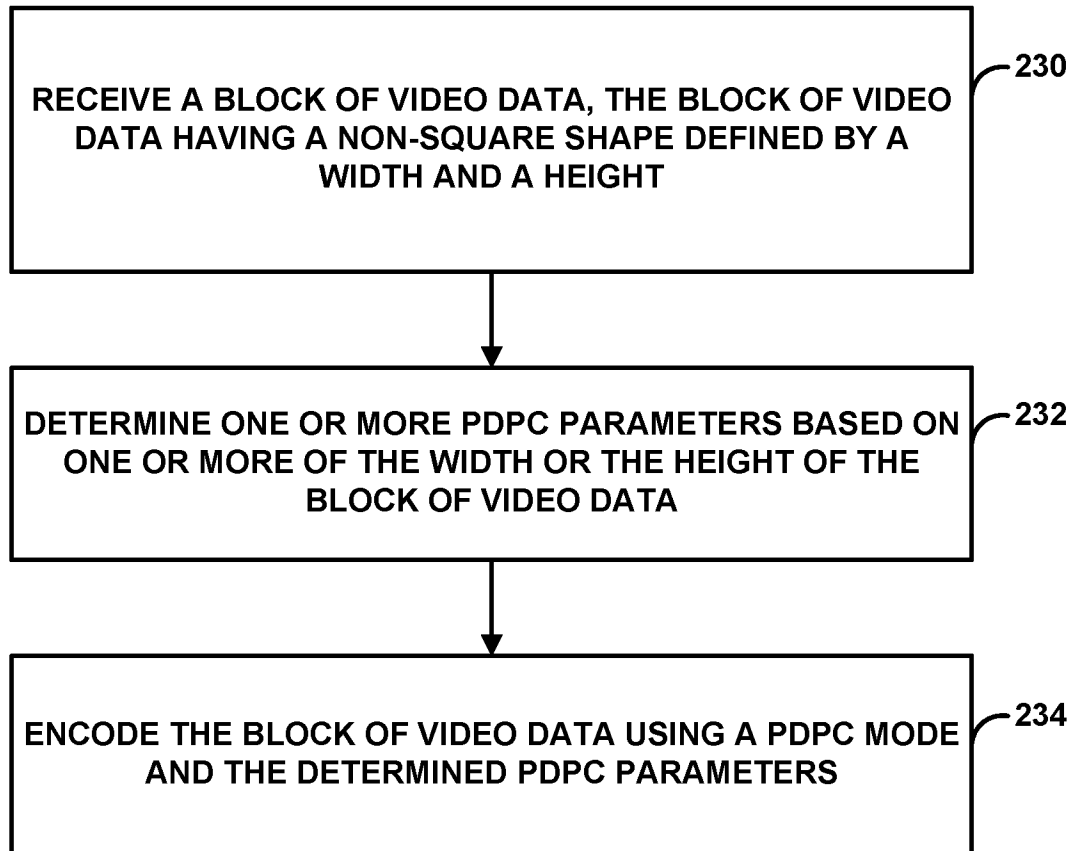 RECEIVE A BLOCK OF VIDEO DATA, THE BLOCK OF VIDEO
DATA HAVING A NON-SQUARE SHAPE DEFINED BY A
WIDTH AND A HEIGHT
230
DETERMINE ONE OR MORE PDPC PARAMETERS BASED ON
ONE OR MORE OF THE WIDTH OR THE HEIGHT OF THE
BLOCK OF VIDEO DATA
232
ENCODE THE BLOCK OF VIDEO DATA USING A PDPC MODE
AND THE DETERMINED PDPC PARAMETERS
234